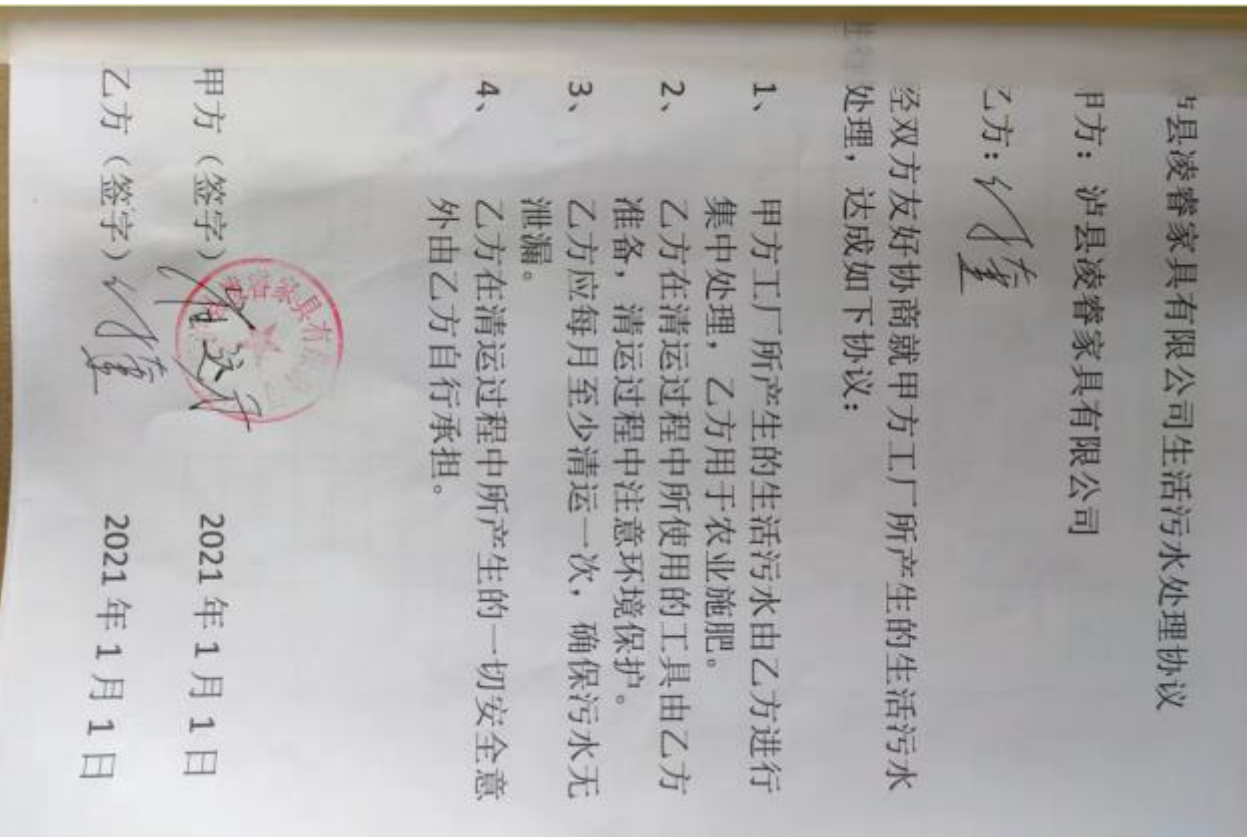 县凌睿家具有限公司生活污水处理协议
甲方：泸县凌睿家具有限公司
乙方：
经双方友好协商就甲方工厂所产生的生活污水
进行处理，达成如下协议：
1、甲方工厂所产生的生活污水由乙方进行
集中处理，乙方用于农业施肥。
2、乙方在清运过程中所使用的工具由乙方
准备，清运过程中注意环境保护。
3、乙方应每月至少清运一次，确保污水无
泄漏。
4、乙方在清运过程中所产生的一切安全意
外由乙方自行承担。
甲方（签字） 2021年1月1日
睿家具有
乙方（签字） 2021年1月1日